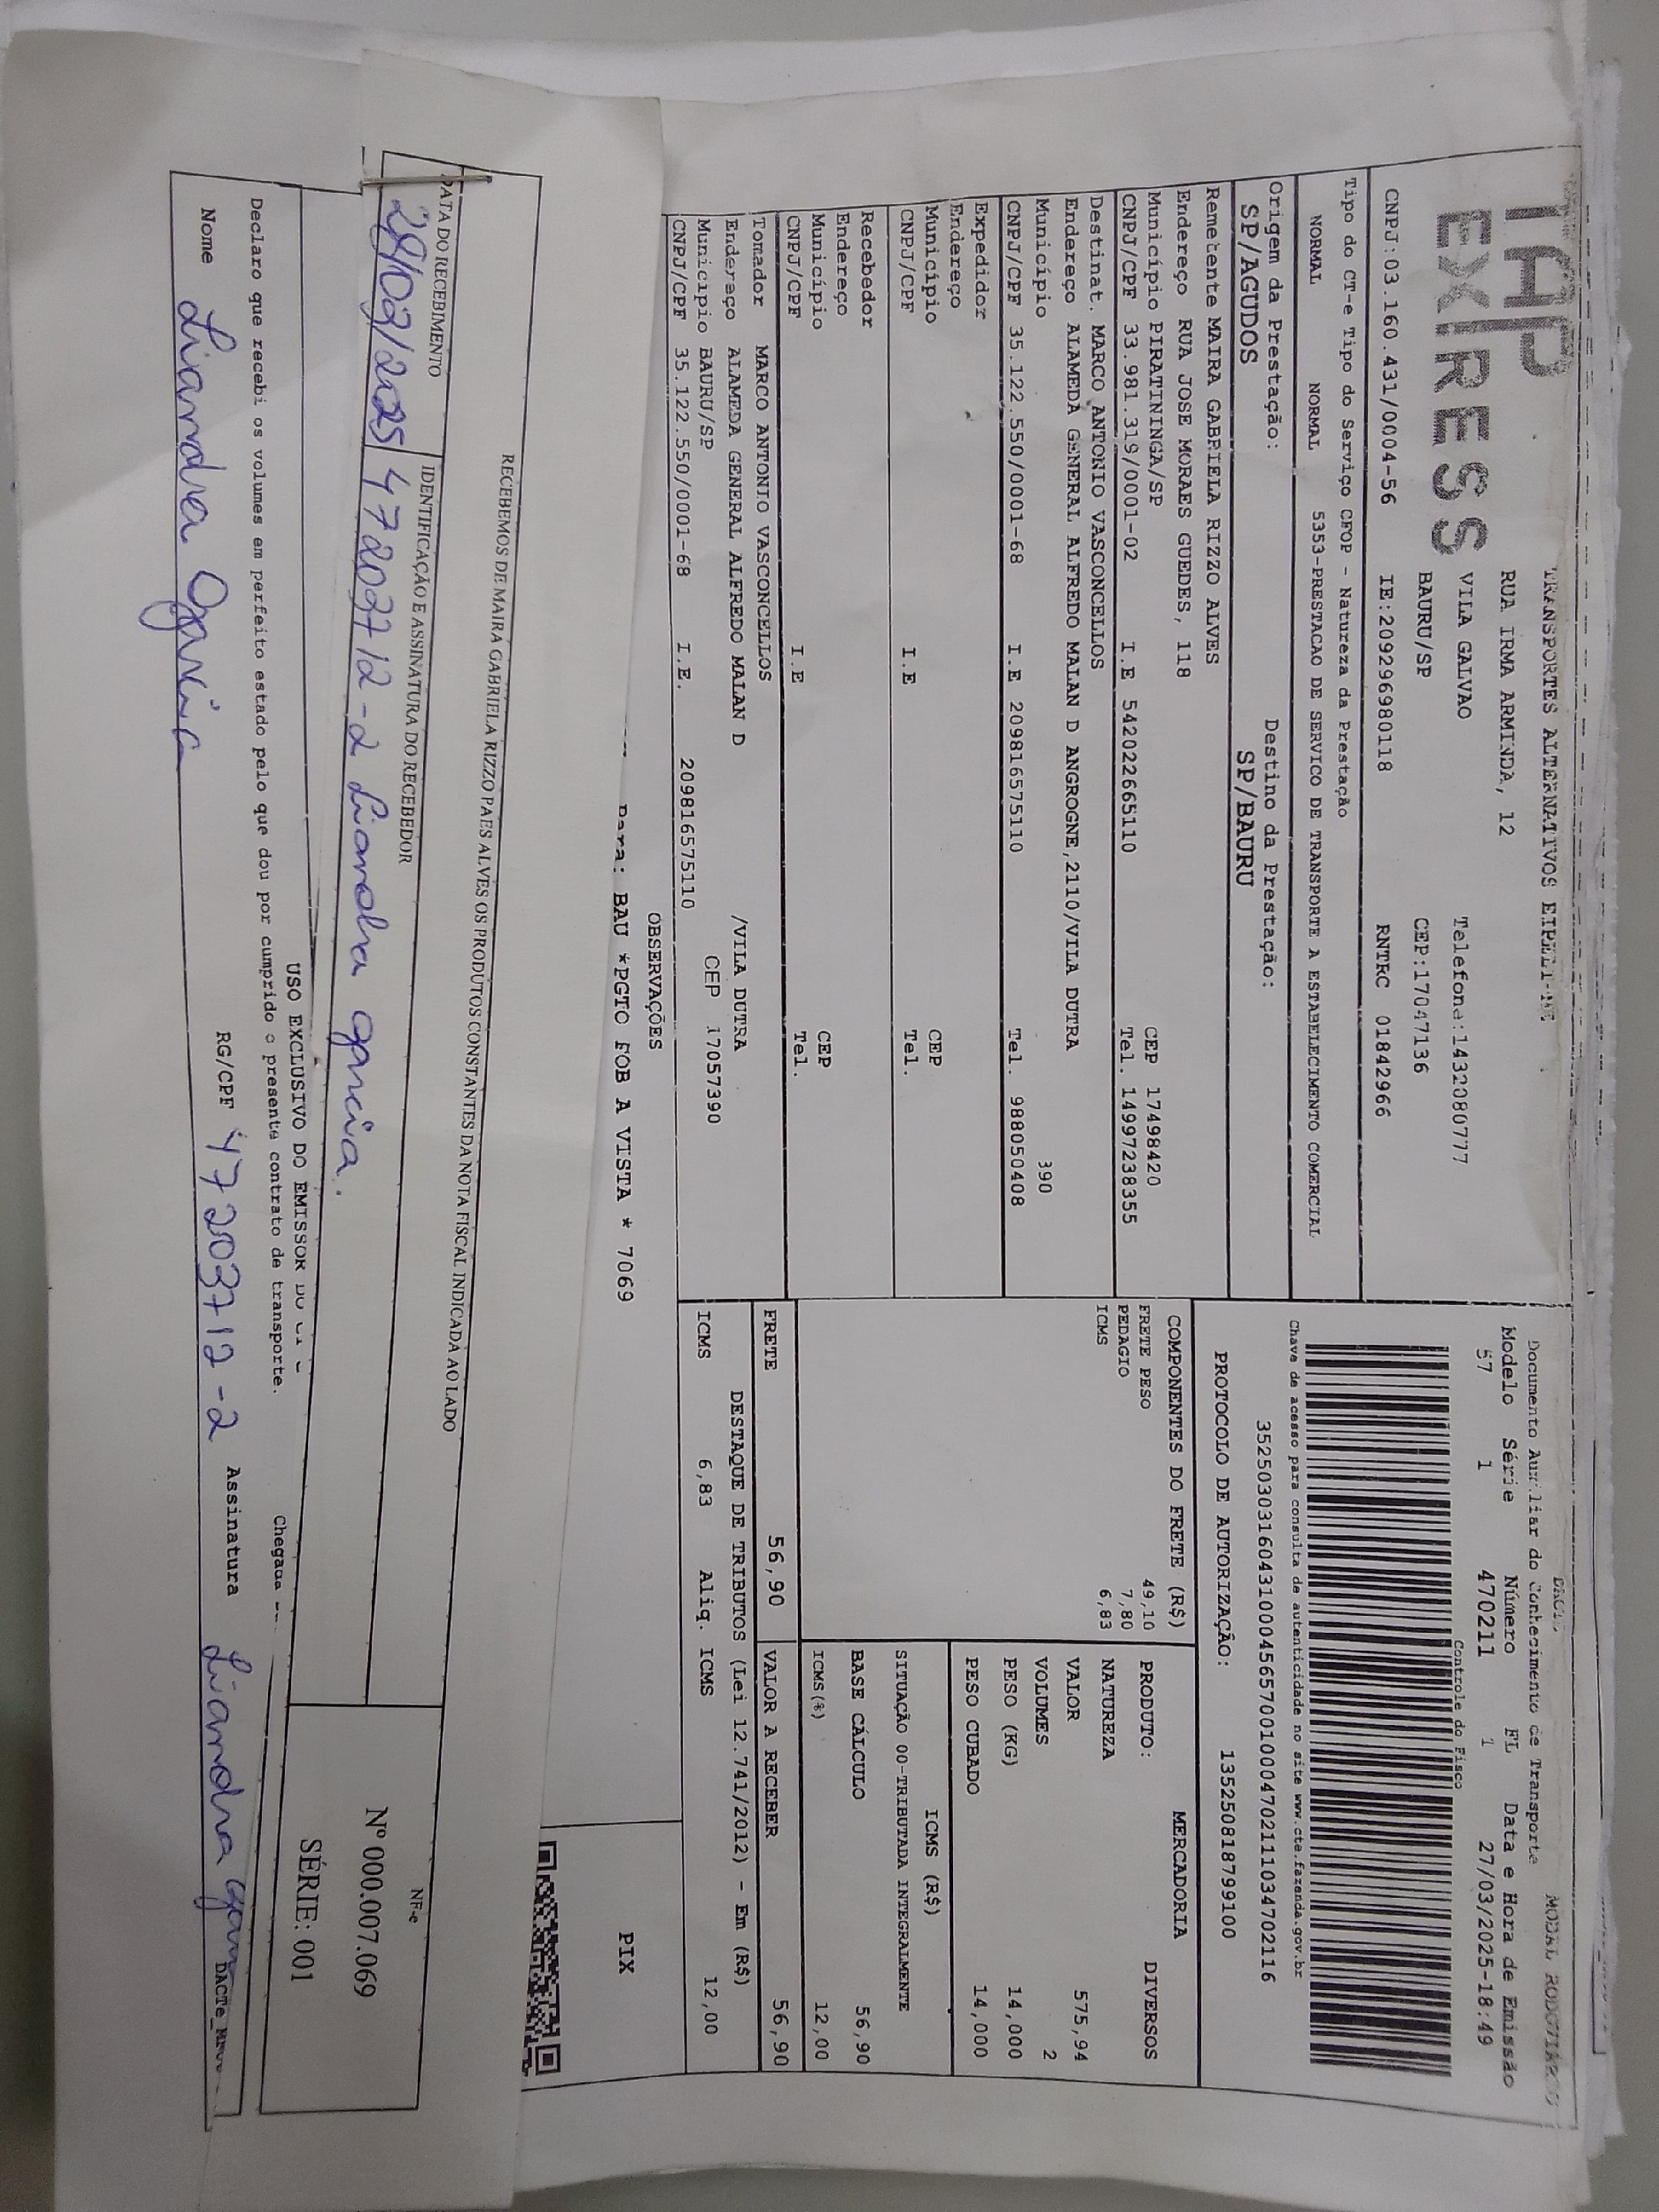 TAP
EXPRESS
TRANSPORTES ALTERNATIVOS EIRELI-ME
RUA IRMA ARMINDA, 12
VILA GALVAO Telefone:1432080777
BAURU/SP CEP:17047136
CNPJ:03.160.431/0004-56 IE:209296980118 RNTRC 01842966
Tipo do CT-e Tipo do Serviço CFOP - Natureza da Prestação
NORMAL NORMAL 5353-PRESTACAO DE SERVICO DE TRANSPORTE A ESTABELECIMENTO COMERCIAL
Origem da Prestação: Destino da Prestação:
SP/AGUDOS SP/BAURU
Remetente MAIRA GABRIELA RIZZO ALVES
Endereço RUA JOSE MORAES GUEDES, 118
Município PIRATININGA/SP CEP 17498420
CNPJ/CPF 33.981.319/0001-02 I.E 542022665110 Tel. 14997238355
Destinat. MARCO ANTONIO VASCONCELLOS
Endereço ALAMEDA GENERAL ALFREDO MALAN D ANGROGNE,2110/VILA DUTRA
Município 390
CNPJ/CPF 35.122.550/0001-68 I.E 209816575110 Tel. 988050408
Expedidor
Endereço
Município CEP
CNPJ/CPF I.E Tel.
Recebedor
Endereço
Município CEP
CNPJ/CPF I.E Tel.
Tomador MARCO ANTONIO VASCONCELLOS
Endereço ALAMEDA GENERAL ALFREDO MALAN D /VILA DUTRA
Municipio BAURU/SP CEP 17057390
CNPJ/CPF 35.122.550/0001-68 I.E. 209816575110
OBSERVAÇÕES
Para: BAU *PGTO FOB A VISTA * 7069
DACTE MODAL RODOVIÁRIO
Documento Auxiliar do Conhecimento de Transporte
Modelo Série Número FL Data e Hora de Emissão
57 1 470211 1 27/03/2025-18:49
Controle do Fisco
Chave de acesso para consulta de autenticidade no site www.cte.fazenda.gov.br
35250303160431000456570010004702111034702116
PROTOCOLO DE AUTORIZAÇÃO: 135250818799100
COMPONENTES DO FRETE (R$)
FRETE PESO 49,10
PEDAGIO 7,80
ICMS 6,83
MERCADORIA
PRODUTO: DIVERSOS
NATUREZA
VALOR 575,94
VOLUMES 2
PESO (KG) 14,000
PESO CUBADO 14,000
ICMS (R$)
SITUAÇÃO 00-TRIBUTADA INTEGRALMENTE
BASE CÁLCULO 56,90
ICMS(%) 12,00
FRETE 56,90 VALOR A RECEBER 56,90
DESTAQUE DE TRIBUTOS (Lei 12.741/2012) - Em (R$)
ICMS 6,83 Aliq. ICMS 12,00
PIX
RECEBEMOS DE MAIRA GABRIELA RIZZO PAES ALVES OS PRODUTOS CONSTANTES DA NOTA FISCAL INDICADA AO LADO
DATA DO RECEBIMENTO IDENTIFICAÇÃO E ASSINATURA DO RECEBEDOR
28/03/2025 47203712-2 Liandra Garcia.
NF-e
Nº 000.007.069
SÉRIE: 001
USO EXCLUSIVO DO EMISSOR DO CT-E
Declaro que recebi os volumes em perfeito estado pelo que dou por cumprido o presente contrato de transporte. Chegada
Nome Liandra Garcia RG/CPF 47203712-2 Assinatura Liandra Garcia